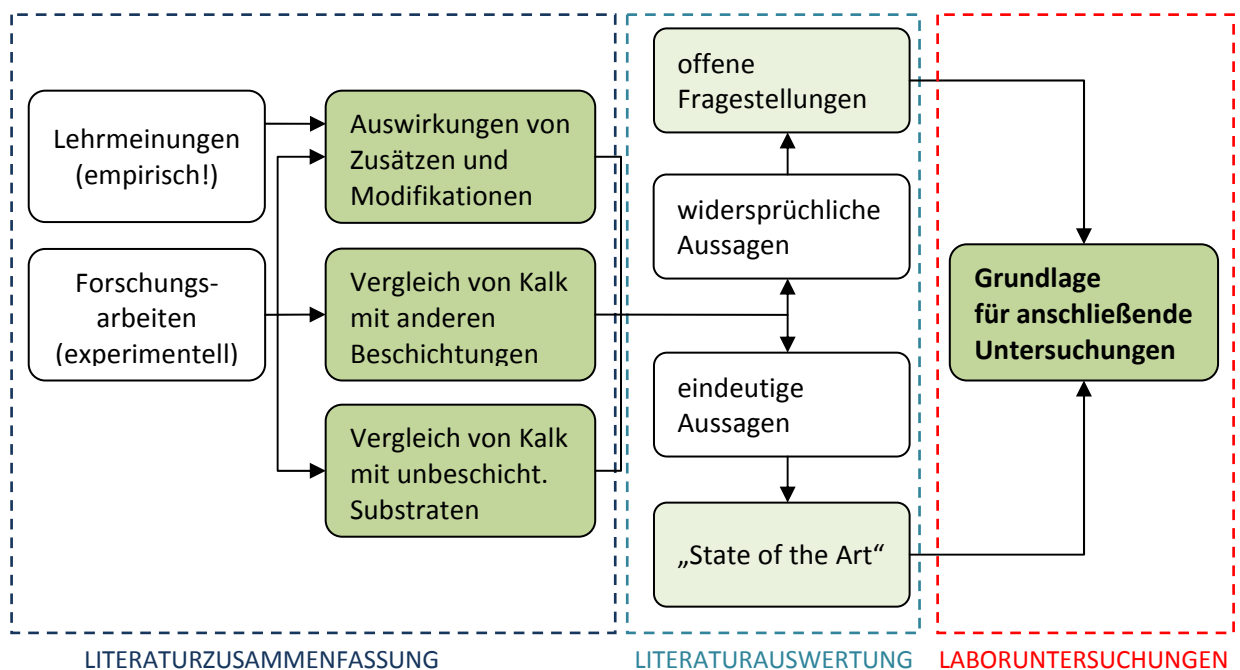 Lehrmeinungen
(empirisch!)
Forschungs-
arbeiten
(experimentell)
Auswirkungen von
Zusätzen und
Modifikationen
Vergleich von Kalk
mit anderen
Beschichtungen
Vergleich von Kalk
mit unbeschicht.
Substraten
offene
Fragestellungen
widersprüchliche
Aussagen
eindeutige
Aussagen
„State of the Art“
Grundlage
für anschließende
Untersuchungen
LITERATURZUSAMMENFASSUNG
LITERATURAUSWERTUNG
LABORUNTERSUCHUNGEN